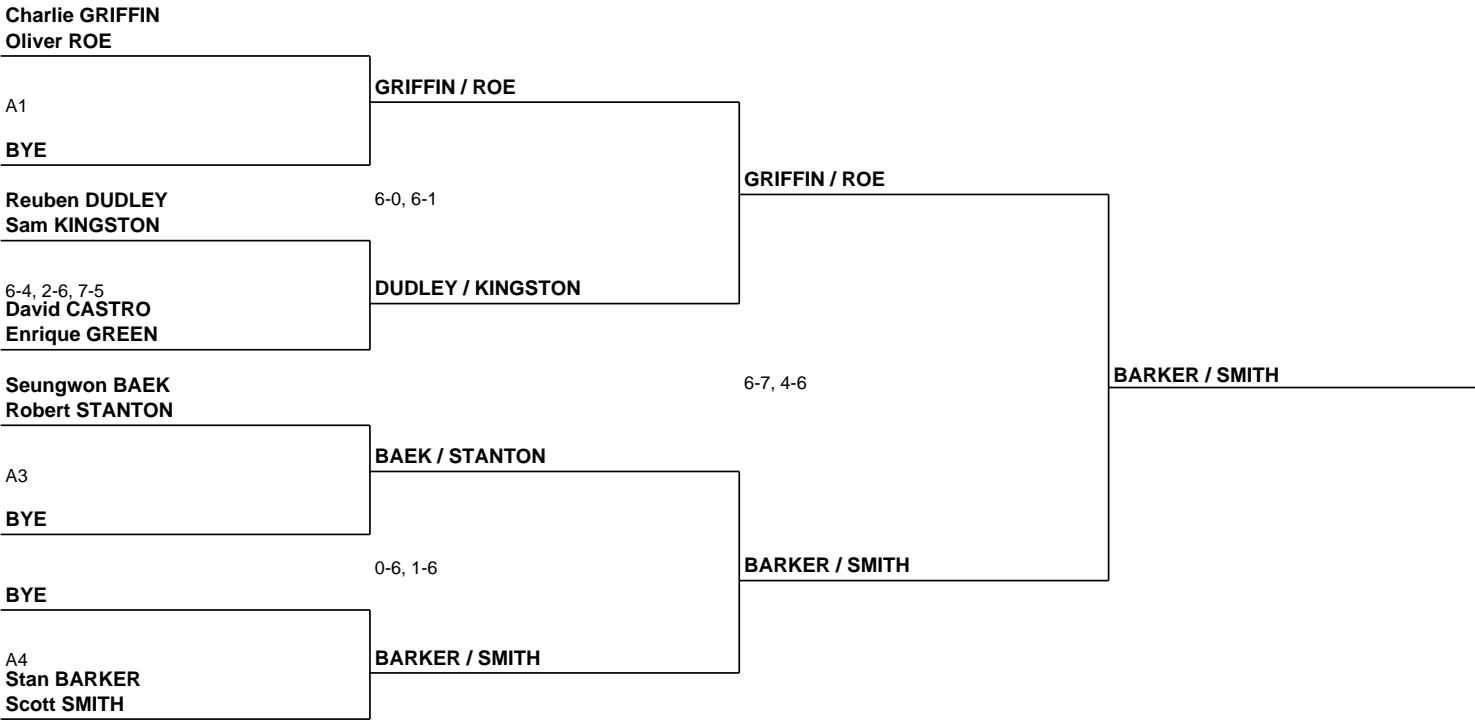 Charlie GRIFFIN
Oliver ROE
A1
BYE
Reuben DUDLEY
Sam KINGSTON
6-4, 2-6, 7-5
David CASTRO
Enrique GREEN
Seungwon BAEK
Robert STANTON
A3
BYE
BYE
A4
Stan BARKER
Scott SMITH
GRIFFIN / ROE
6-0, 6-1
DUDLEY / KINGSTON
BAEK / STANTON
0-6, 1-6
BARKER / SMITH
GRIFFIN / ROE
6-7, 4-6
BARKER / SMITH
BARKER / SMITH